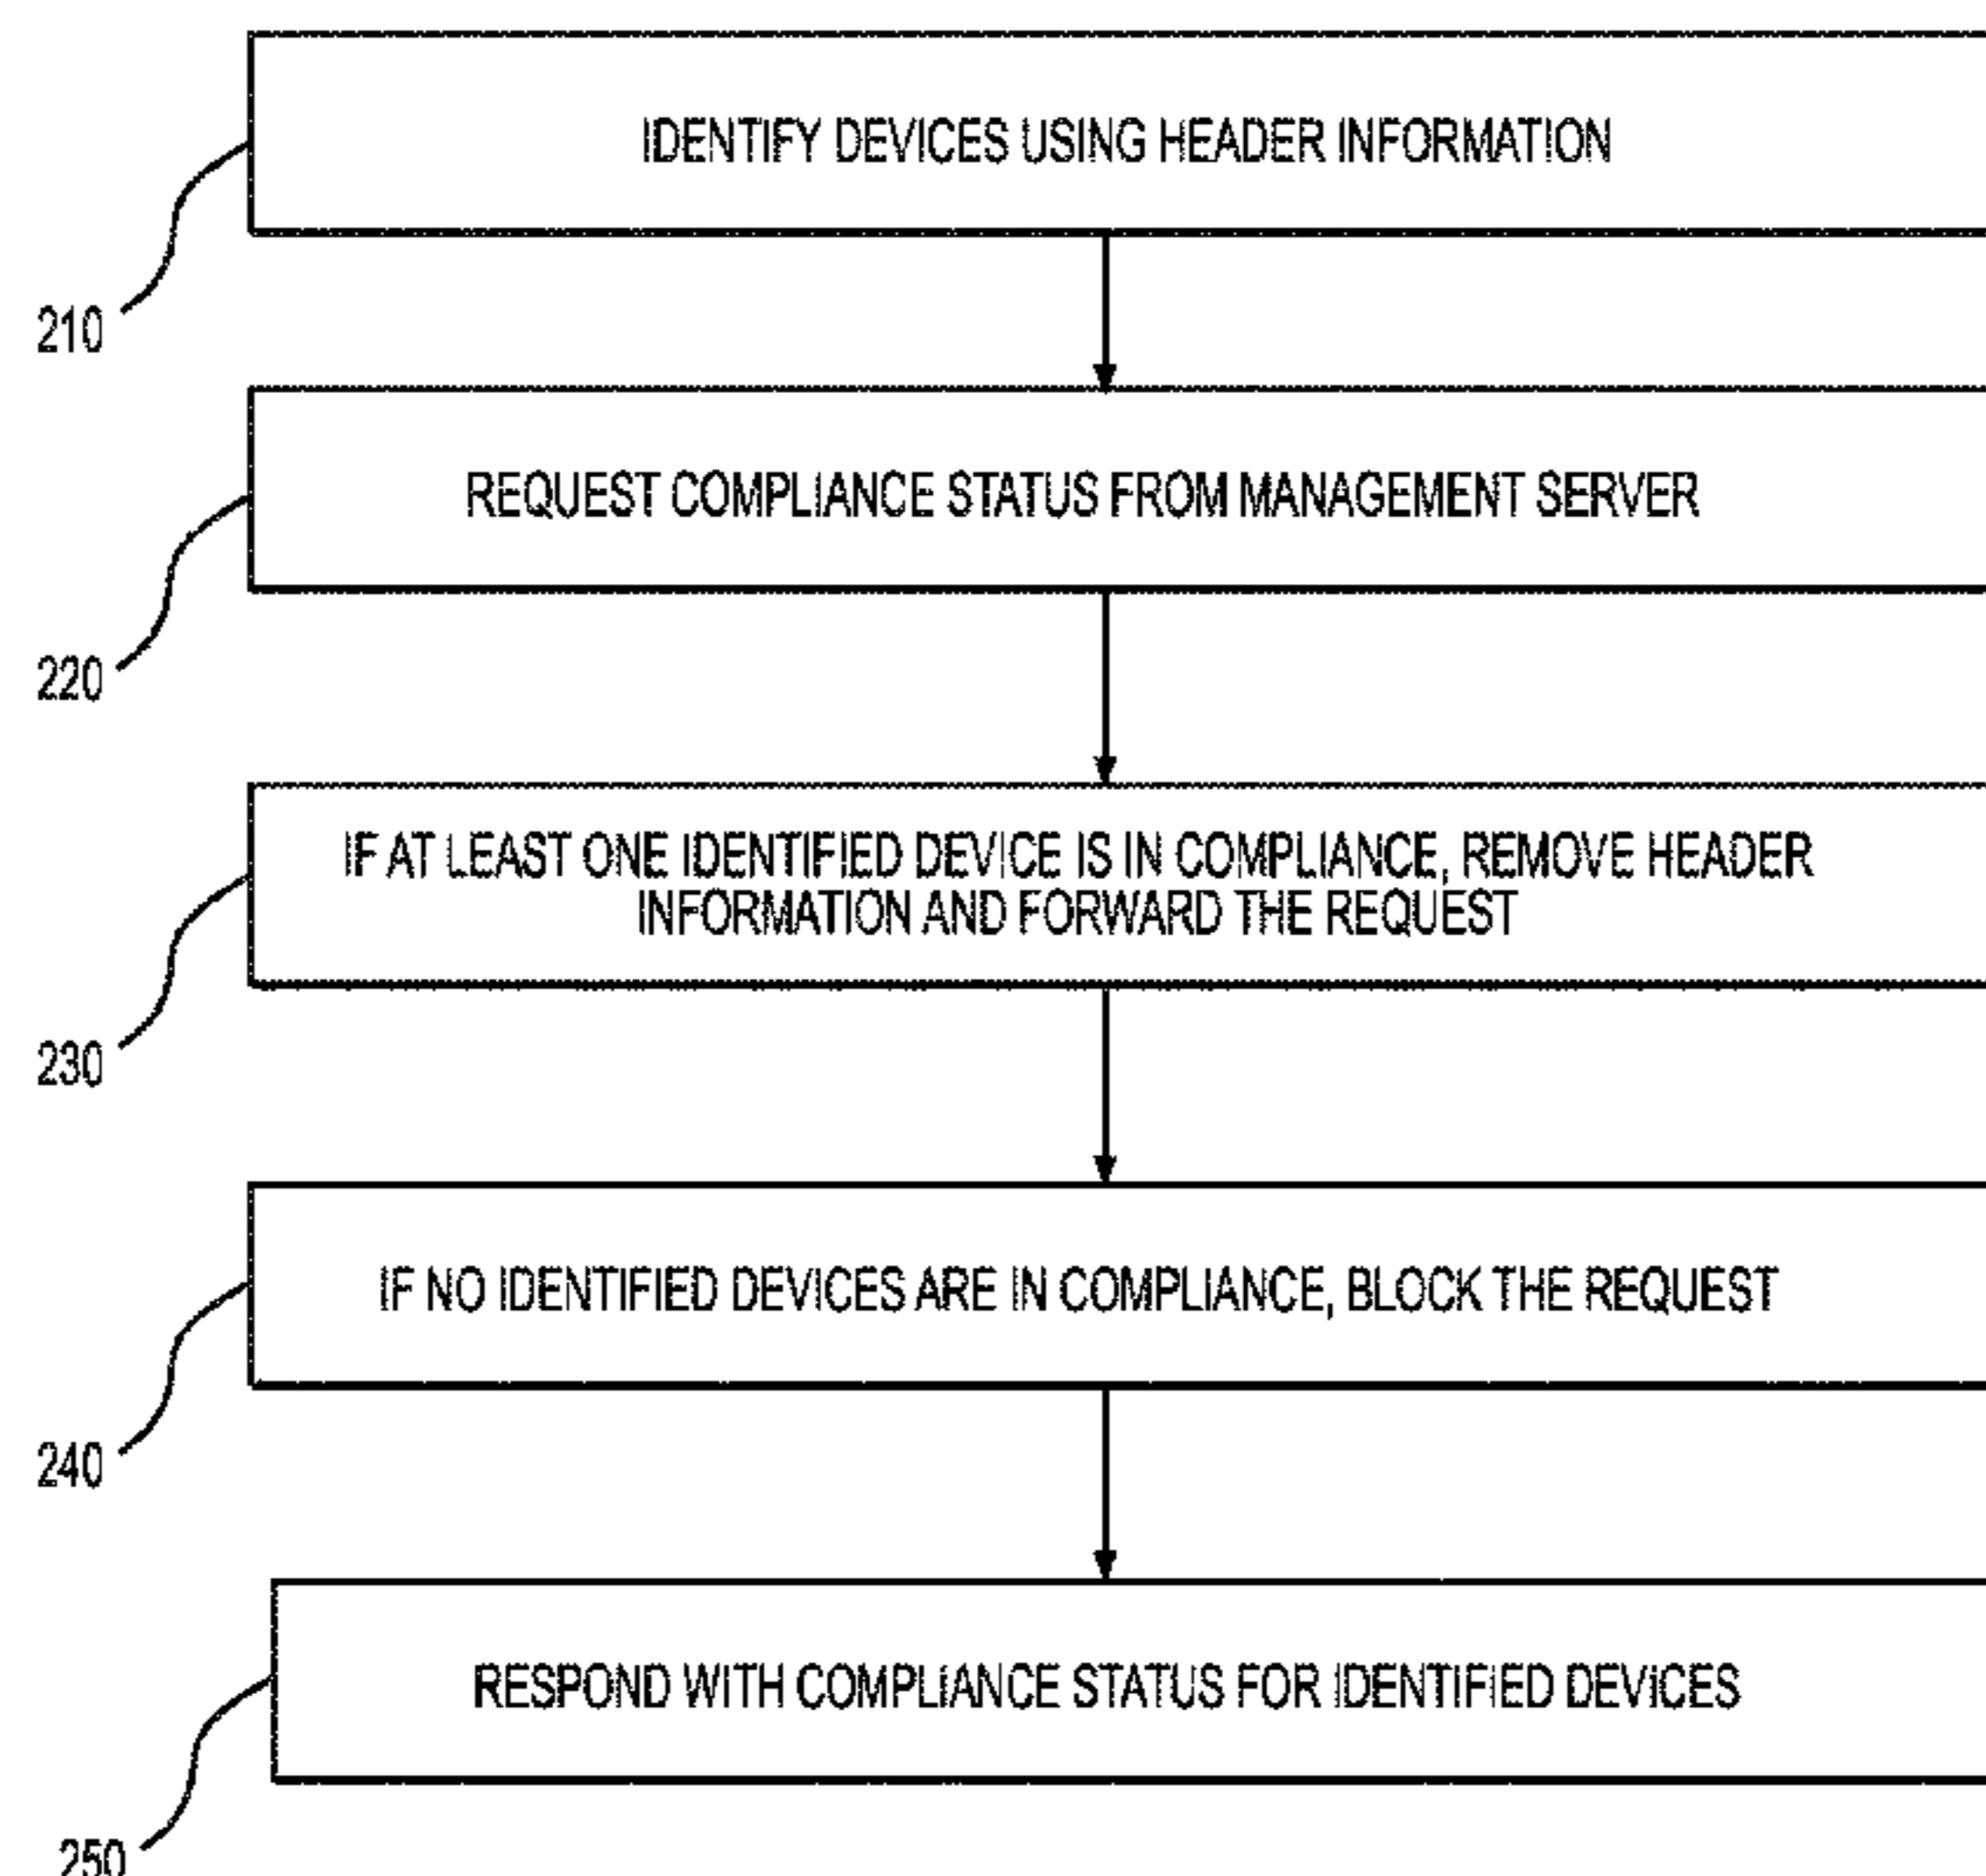 IDENTIFY DEVICES USING HEADER INFORMATION
210
REQUEST COMPLIANCE STATUS FROM MANAGEMENT SERVER
220
IF AT LEAST ONE IDENTIFIED DEVICE IS IN COMPLIANCE, REMOVE HEADER
INFORMATION AND FORWARD THE REQUEST
230
IF NO IDENTIFIED DEVICES ARE IN COMPLIANCE, BLOCK THE REQUEST
240
RESPOND WITH COMPLIANCE STATUS FOR IDENTIFIED DEVICES
250